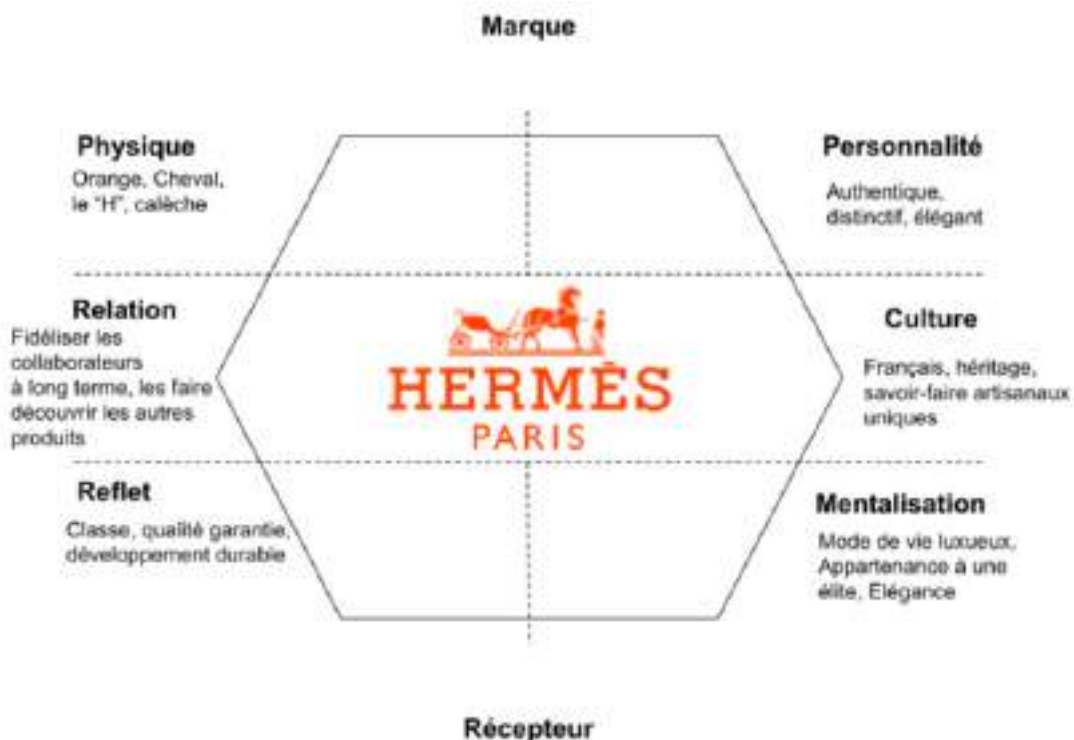 Marque
Physique
Orange, Cheval,
le "H", calèche
Personnalité
Authentique,
distinctif, élégant
Relation
Fidéliser les
collaborateurs
à long terme, les faire
découvrir les autres
produits
HERMÈS
PARIS
Culture
Français, héritage,
savoir-faire artisanaux
uniques
Reflet
Classe, qualité garantie,
développement durable
Mentalisation
Mode de vie luxueux,
Appartenance à une
élite, Elégance
Récepteur